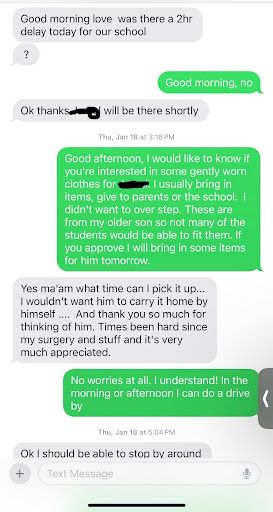 Good morning love  was there a 2hr
delay today for our school
?
Good morning, no
Ok thanks, will be there shortly
Thu, Jan 18 at 3:18 PM
Good afternoon, I would like to know if
you're interested in some gently worn
clothes for I usually bring in
items, give to parents or the school.  I
didn't want to over step. These are
from my older son so not many of the
students would be able to fit them. If
you approve I will bring in some items
for him tomorrow.
Yes ma'am what time can I pick it up...
I wouldn't want him to carry it home by
himself ....  And thank you so much for
thinking of him. Times been hard since
my surgery and stuff and it's very
much appreciated.
No worries at all. I understand! In the
morning or afternoon I can do a drive
by
Thu, Jan 18 at 5:04 PM
Ok I should be able to stop by around
Text Message